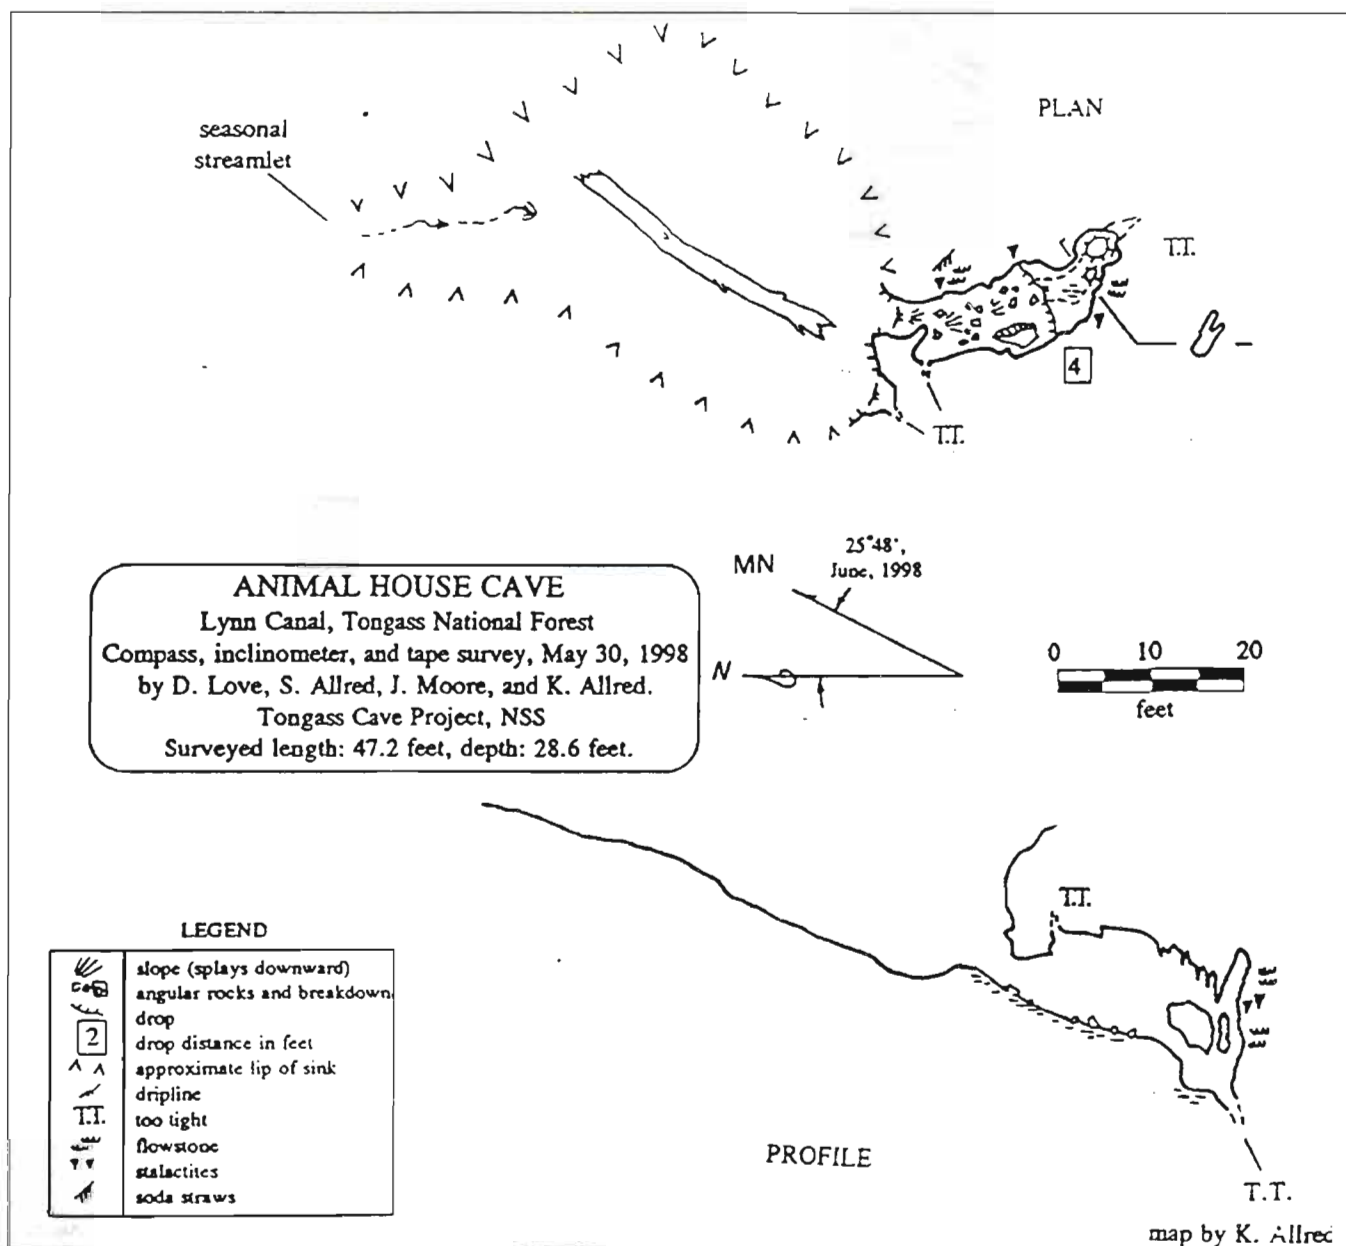 PLAN
seasonal
streamlet
T.T.
4
T.T.
ANIMAL HOUSE CAVE
Lynn Canal, Tongass National Forest
Compass, inclinometer, and tape survey, May 30, 1998
by D. Love, S. Allred, J. Moore, and K. Allred.
Tongass Cave Project, NSS
Surveyed length: 47.2 feet, depth: 28.6 feet.
MN
25°48',
June, 1998
N
0 10 20
feet
T.T.
LEGEND
slope (splays downward)
angular rocks and breakdown
drop
2 drop distance in feet
approximate lip of sink
dripline
T.T. too tight
flowstone
stalactites
soda straws
PROFILE
T.T.
map by K. Allred